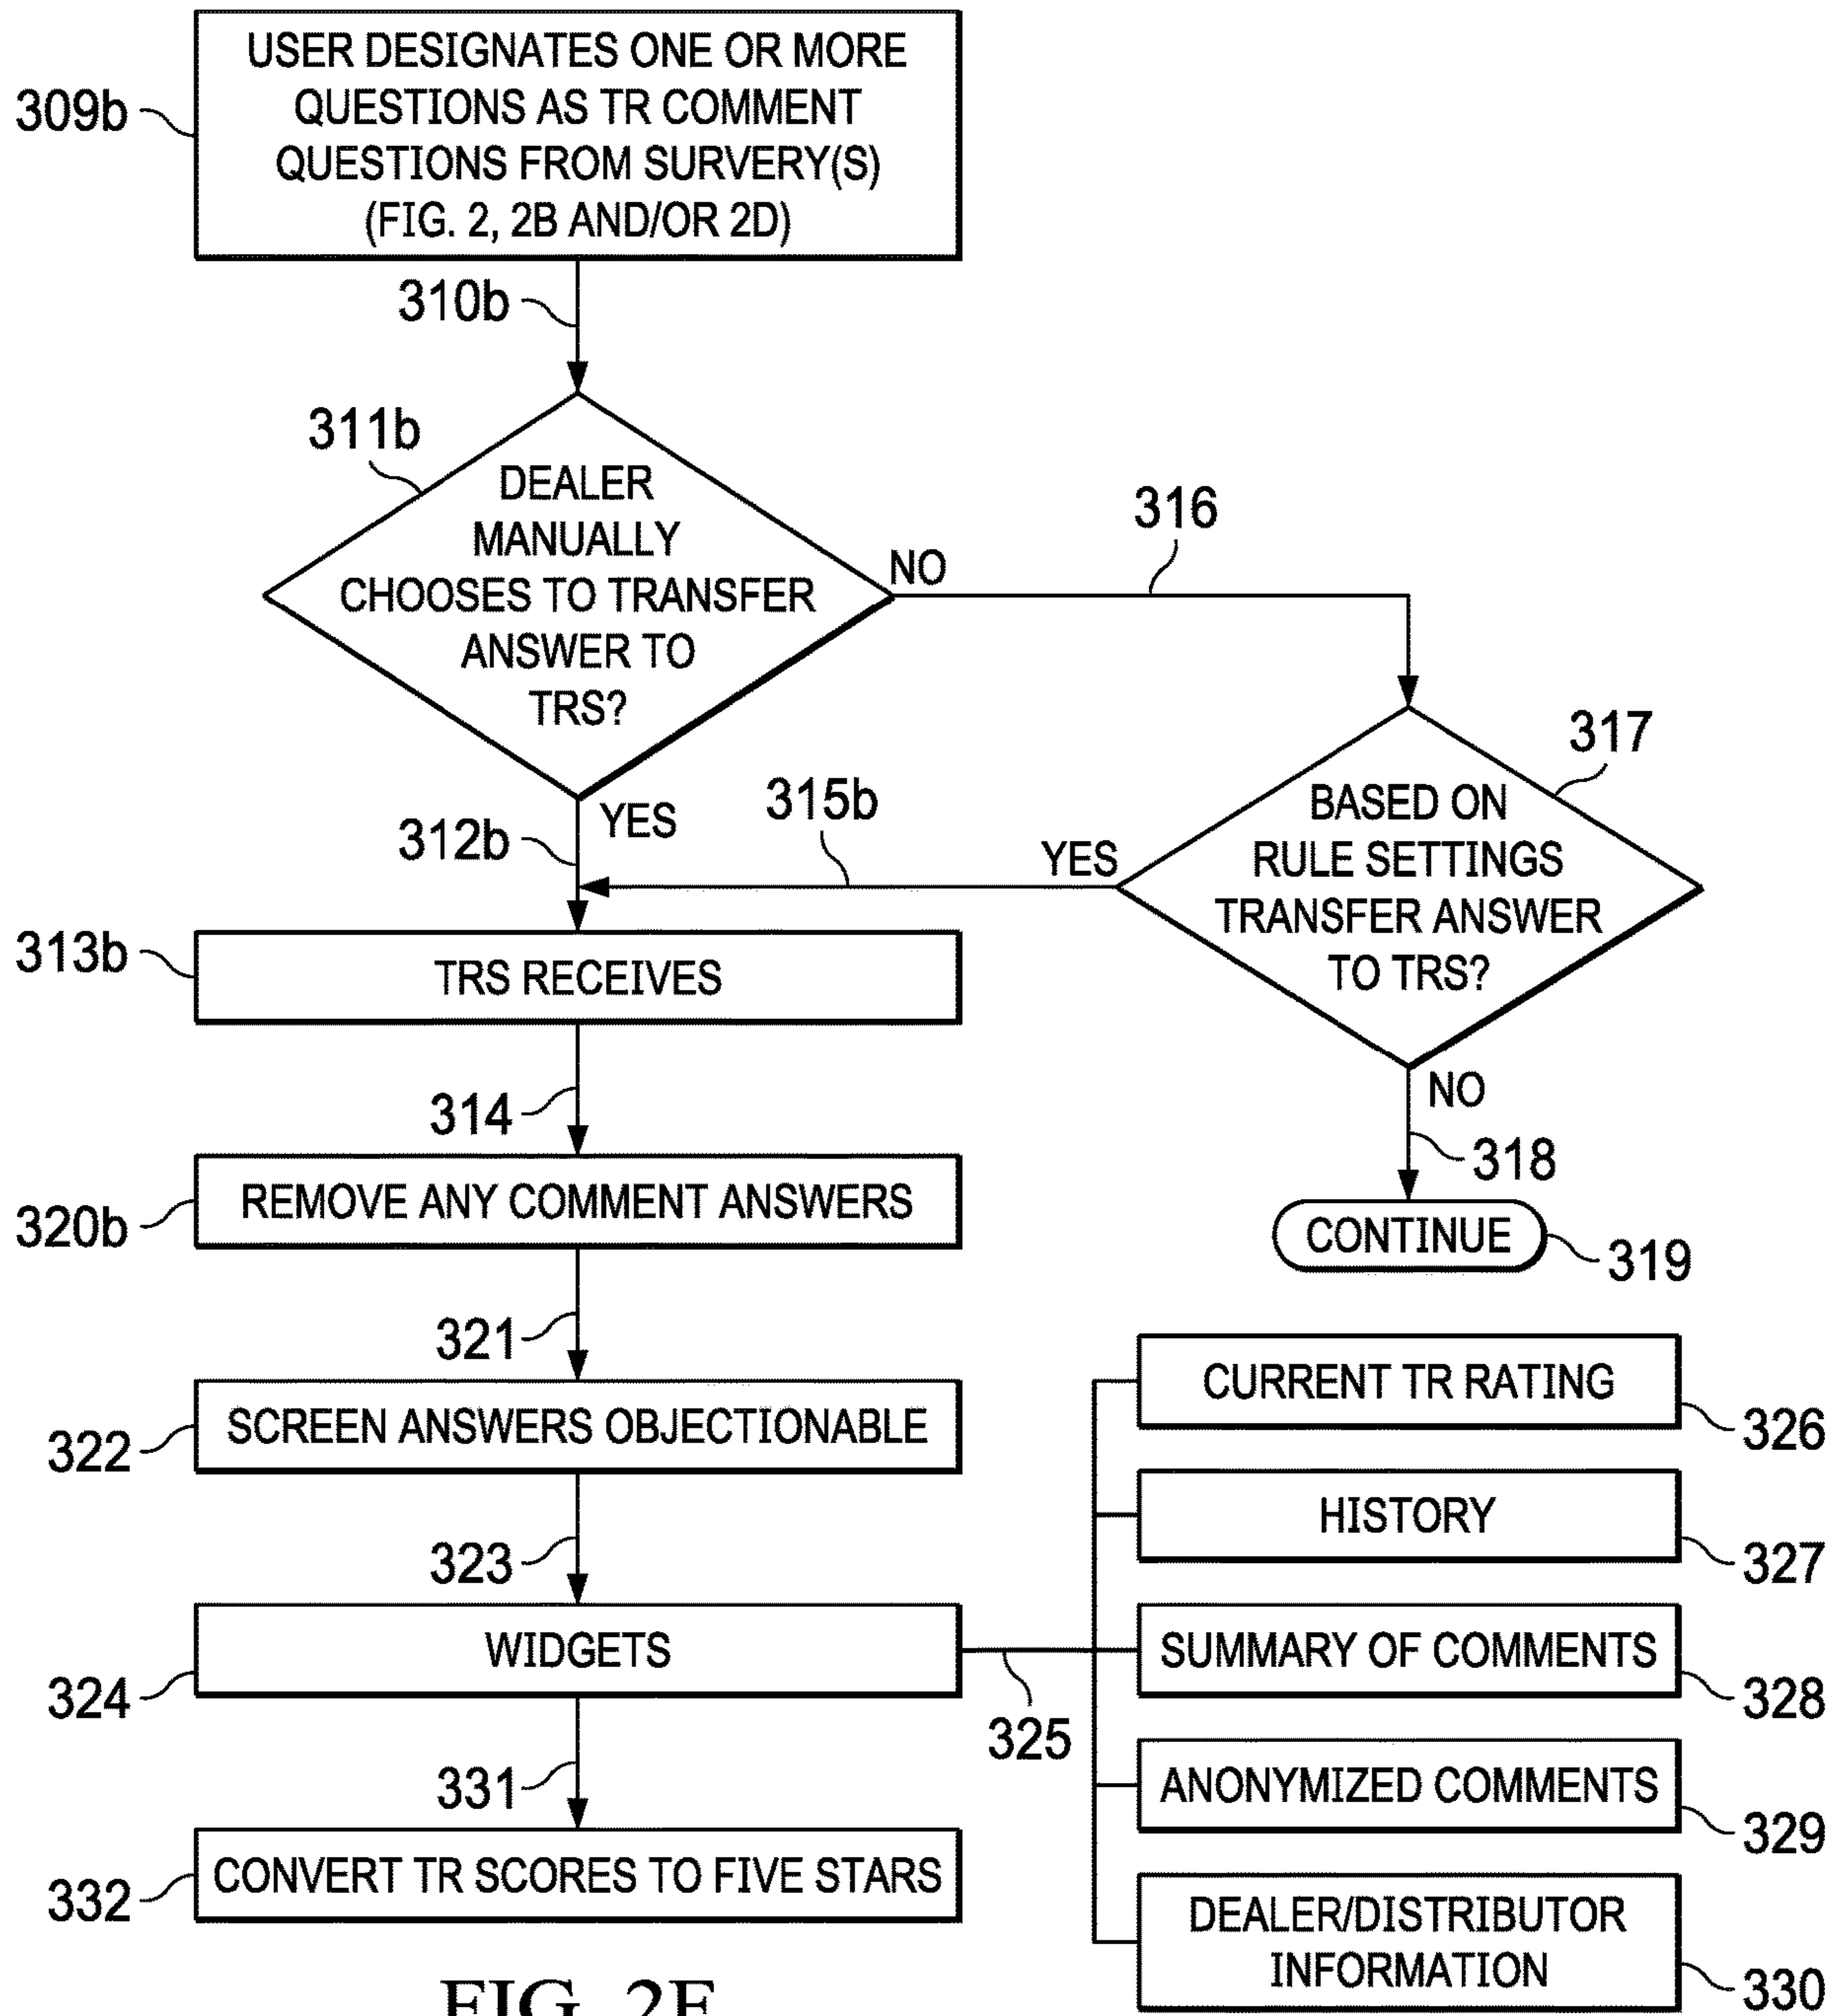 USER DESIGNATES ONE OR MORE
QUESTIONS AS TR COMMENT
QUESTIONS FROM SURVERY(S)
(FIG. 2, 2B AND/OR 2D)
309b
310b
311b
DEALER
MANUALLY
CHOOSES TO TRANSFER
ANSWER TO
TRS?
NO
316
317
BASED ON
RULE SETTINGS
TRANSFER ANSWER
TO TRS?
YES
315b
YES
312b
313b
TRS RECEIVES
NO
318
CONTINUE
319
314
320b
REMOVE ANY COMMENT ANSWERS
321
322
SCREEN ANSWERS OBJECTIONABLE
323
324
WIDGETS
325
CURRENT TR RATING
326
HISTORY
327
SUMMARY OF COMMENTS
328
ANONYMIZED COMMENTS
329
DEALER/DISTRIBUTOR
INFORMATION
330
331
332
CONVERT TR SCORES TO FIVE STARS
FIG.